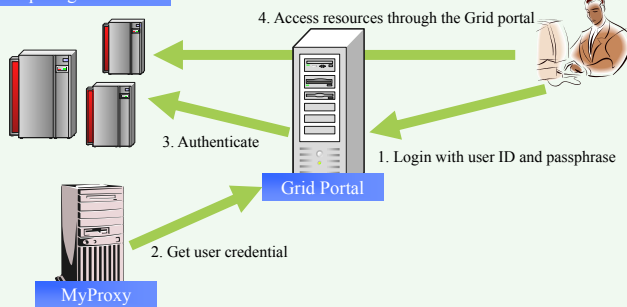 4. Access resources through the Grid portal
3. Authenticate
1. Login with user ID and passphrase
Grid Portal
2. Get user credential
MyProxy